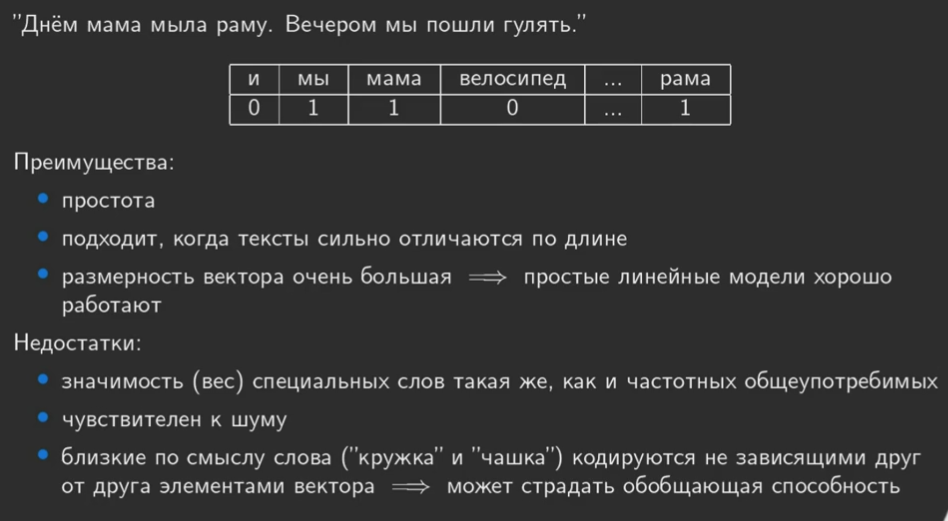 "Днём мама мыла раму. Вечером мы пошли гулять."
и мы мама велосипед ... рама
0 1 1 0 ... 1
Преимущества:
• простота
• подходит, когда тексты сильно отличаются по длине
• размерность вектора очень большая ⟹ простые линейные модели хорошо
работают
Недостатки:
• значимость (вес) специальных слов такая же, как и частотных общеупотребимых
• чувствителен к шуму
• близкие по смыслу слова ("кружка" и "чашка") кодируются не зависящими друг
от друга элементами вектора ⟹ может страдать обобщающая способность